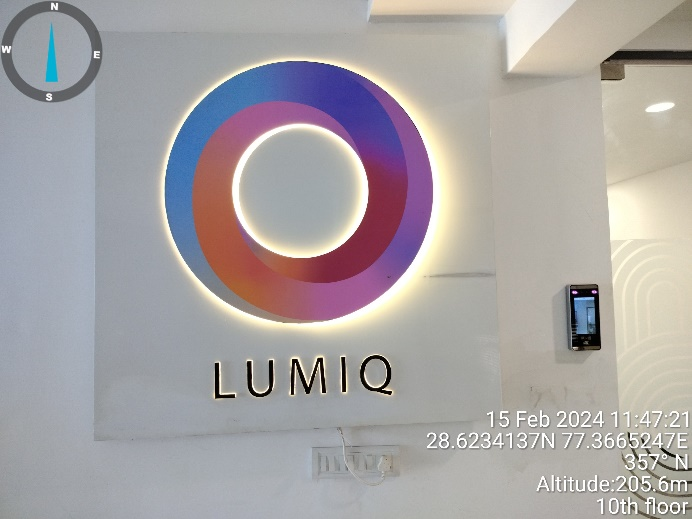 N
W E
S
LUMIQ
15 Feb 2024 11:47:21
28.6234137N 77.3665247E
357° N
Altitude:205.6m
10th floor